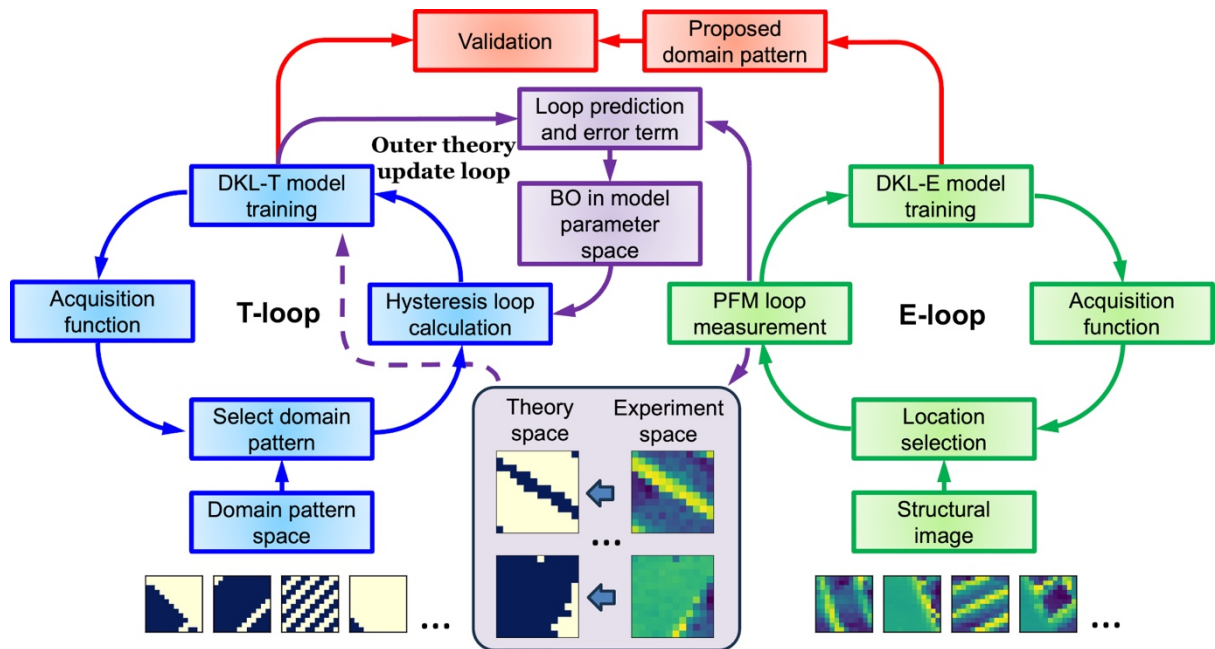 Validation
Proposed
domain pattern
Loop prediction
and error term
Outer theory
update loop
DKL-T model
training
BO in model
parameter
space
DKL-E model
training
Acquisition
function
T-loop
Hysteresis loop
calculation
PFM loop
measurement
E-loop
Acquisition
function
Select domain
pattern
Theory
space
Experiment
space
Location
selection
Domain pattern
space
...
Structural
image
...
...